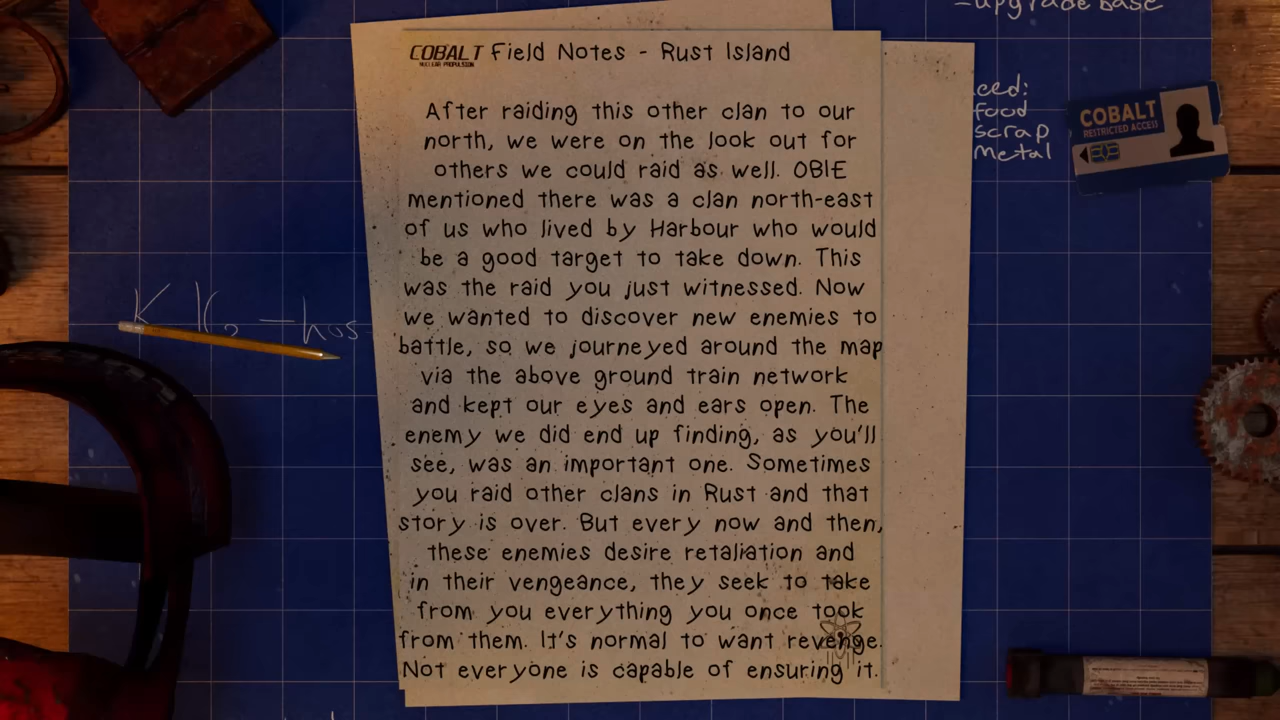 -upgrade base
COBALT Field Notes - Rust Island
NUCLEAR PROPULSION
After raiding this other clan to our
north, we were on the look out for
others we could raid as well. OBIE
mentioned there was a clan north-east
of us who lived by Harbour who would
be a good target to take down. This
was the raid you just witnessed. Now
we wanted to discover new enemies to
battle, so we journeyed around the map
via the above ground train network
and kept our eyes and ears open. The
enemy we did end up finding, as you'll
see, was an important one. Sometimes
you raid other clans in Rust and that
story is over. But every now and then,
these enemies desire retaliation and
in their vengeance, they seek to take
from you everything you once took
from them. It's normal to want revenge.
Not everyone is capable of ensuring it.
food
scrap
Metal
COBALT
RESTRICTED ACCESS